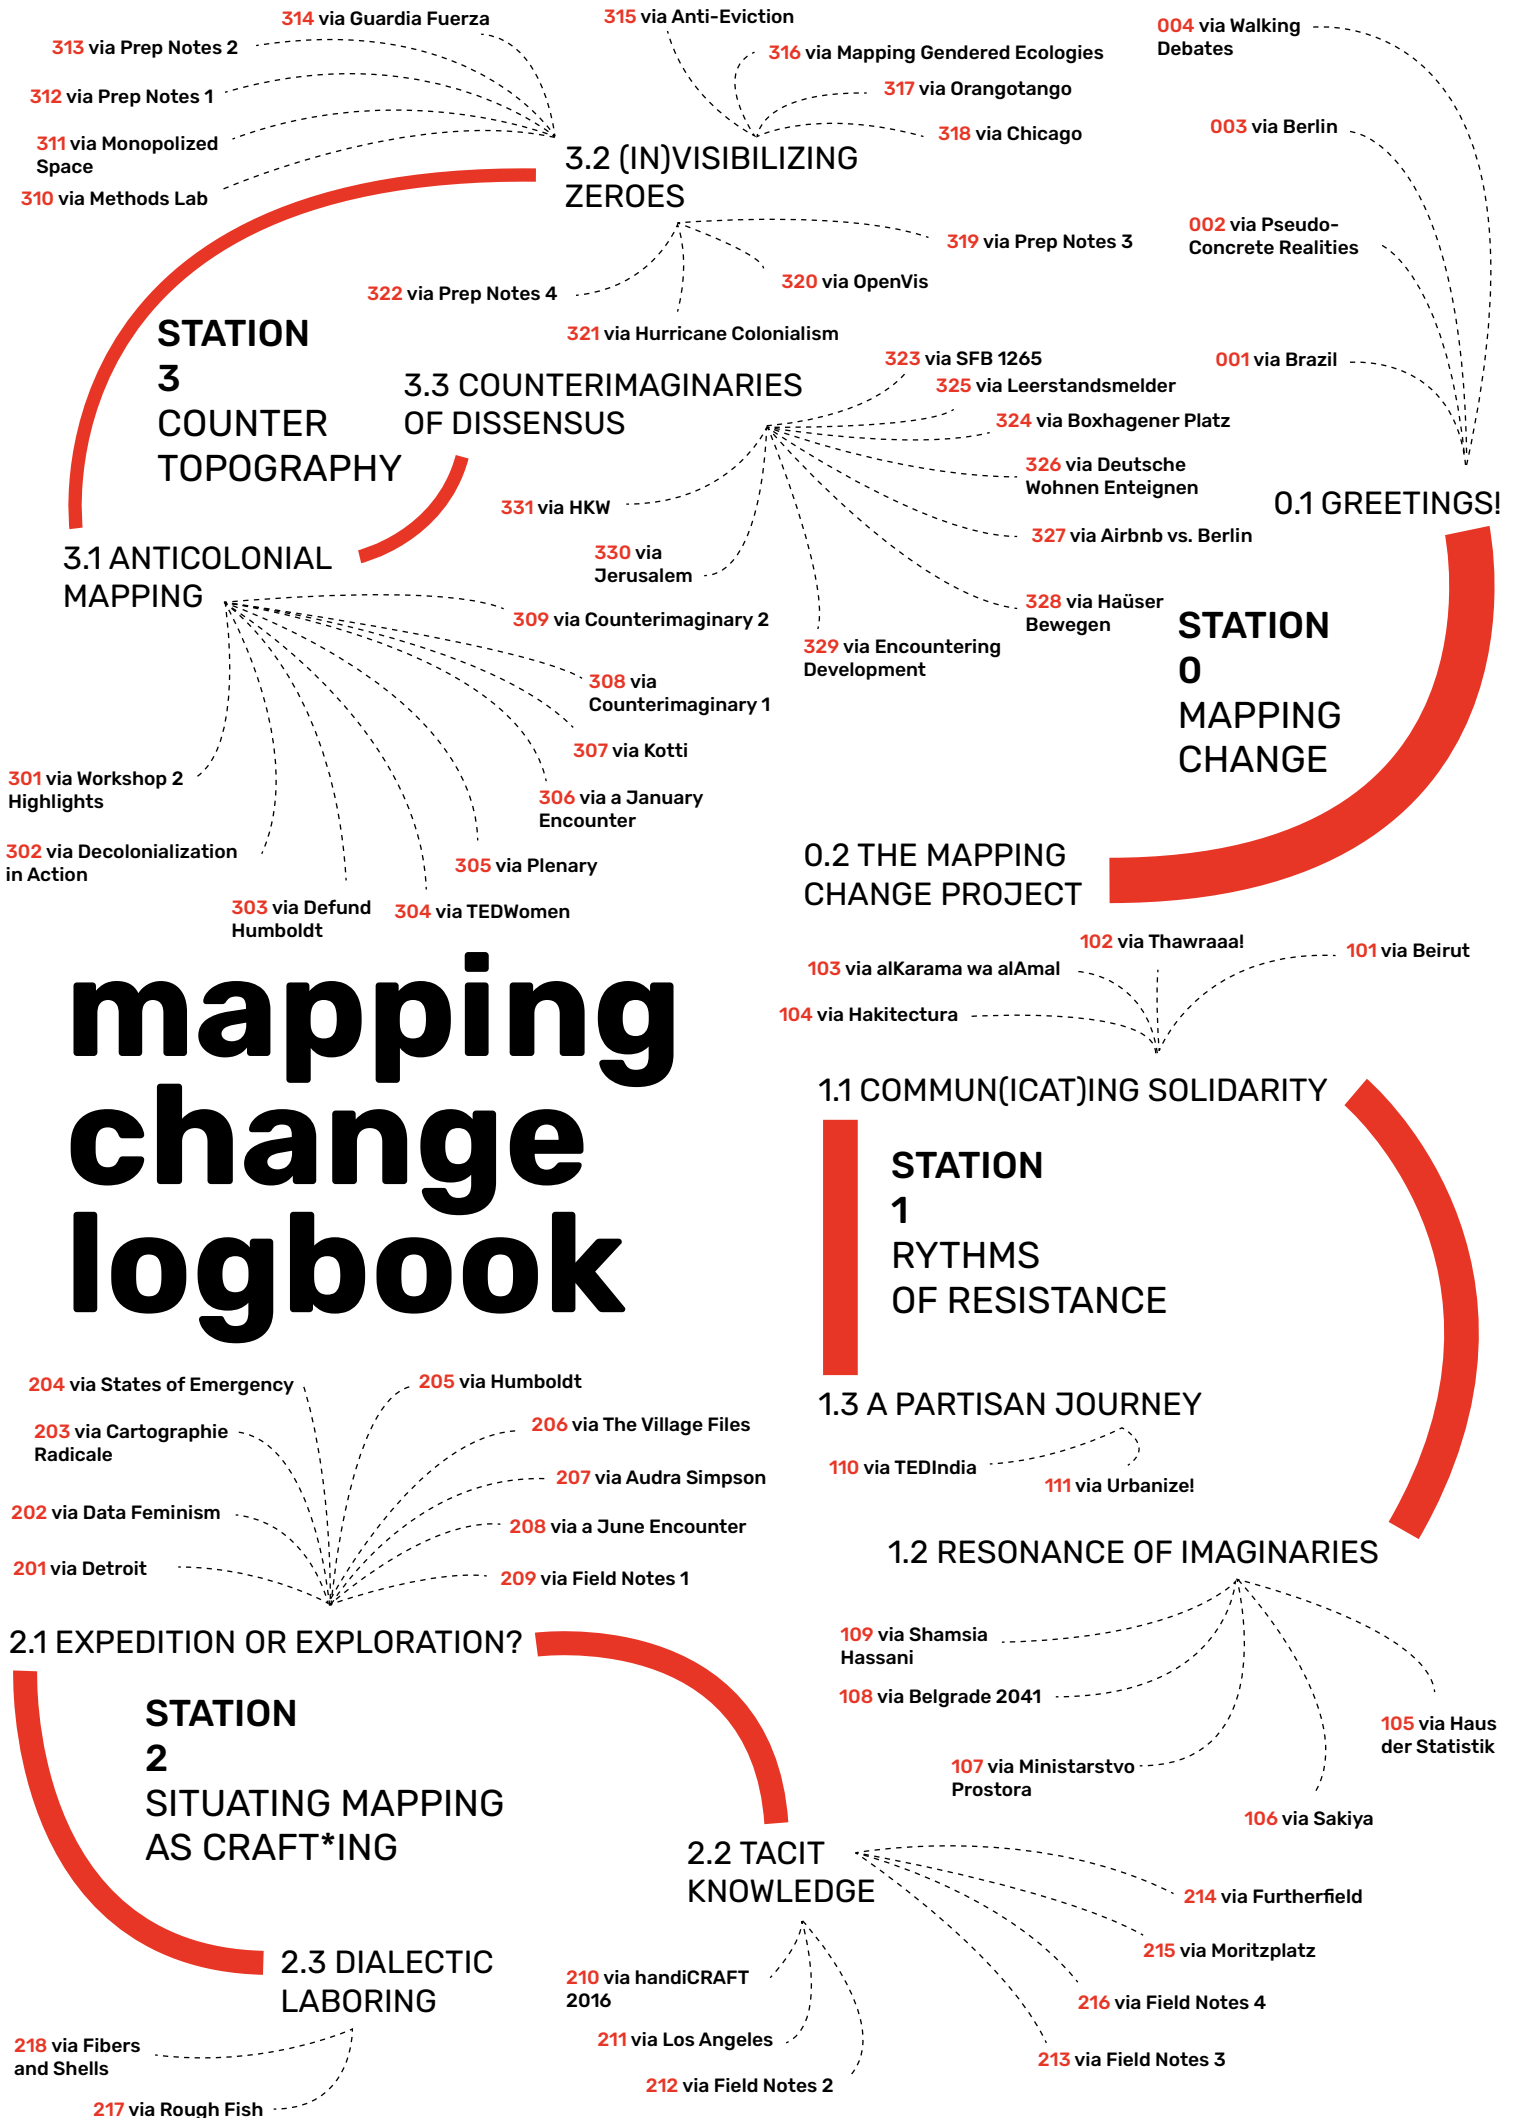 314 via Guardia Fuerza
313 via Prep Notes 2
312 via Prep Notes 1
311 via Monopolized
Space
310 via Methods Lab
315 via Anti-Eviction
316 via Mapping Gendered Ecologies
317 via Orangotango
318 via Chicago
3.2 (IN)VISIBILIZING
ZEROES
319 via Prep Notes 3
320 via OpenVis
321 via Hurricane Colonialism
322 via Prep Notes 4
004 via Walking
Debates
003 via Berlin
002 via Pseudo-
Concrete Realities
001 via Brazil
0.1 GREETINGS!
STATION
3
COUNTER
TOPOGRAPHY
3.3 COUNTERIMAGINARIES
OF DISSENSUS
323 via SFB 1265
325 via Leerstandsmelder
324 via Boxhagener Platz
326 via Deutsche
Wohnen Enteignen
327 via Airbnb vs. Berlin
328 via Haüser
Bewegen
329 via Encountering
Development
330 via
Jerusalem
331 via HKW
3.1 ANTICOLONIAL
MAPPING
309 via Counterimaginary 2
308 via
Counterimaginary 1
307 via Kotti
306 via a January
Encounter
305 via Plenary
304 via TEDWomen
303 via Defund
Humboldt
302 via Decolonialization
in Action
301 via Workshop 2
Highlights
STATION
0
MAPPING
CHANGE
0.2 THE MAPPING
CHANGE PROJECT
mapping
change
logbook
102 via Thawraaa!
101 via Beirut
103 via alKarama wa alAmal
104 via Hakitectura
1.1 COMMUN(ICAT)ING SOLIDARITY
STATION
1
RYTHMS
OF RESISTANCE
1.3 A PARTISAN JOURNEY
110 via TEDIndia
111 via Urbanize!
1.2 RESONANCE OF IMAGINARIES
109 via Shamsia
Hassani
108 via Belgrade 2041
107 via Ministarstvo
Prostora
106 via Sakiya
105 via Haus
der Statistik
204 via States of Emergency
205 via Humboldt
203 via Cartographie
Radicale
206 via The Village Files
207 via Audra Simpson
202 via Data Feminism
208 via a June Encounter
201 via Detroit
209 via Field Notes 1
2.1 EXPEDITION OR EXPLORATION?
STATION
2
SITUATING MAPPING
AS CRAFT*ING
2.2 TACIT
KNOWLEDGE
214 via Furtherfield
215 via Moritzplatz
216 via Field Notes 4
213 via Field Notes 3
210 via handiCRAFT
2016
211 via Los Angeles
212 via Field Notes 2
2.3 DIALECTIC
LABORING
218 via Fibers
and Shells
217 via Rough Fish